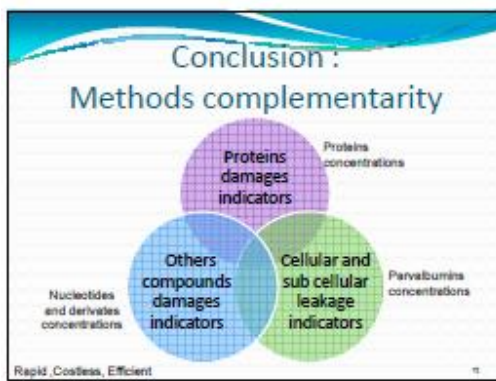 Conclusion :
Methods complementarity
Proteins
damages
indicators
Proteins
concentrations
Others
compounds
damages
indicators
Cellular and
sub cellular
leakage
indicators
Parvalbumins
concentrations
Nucleotides
and derivates
concentrations
Rapid ,Costless, Efficient